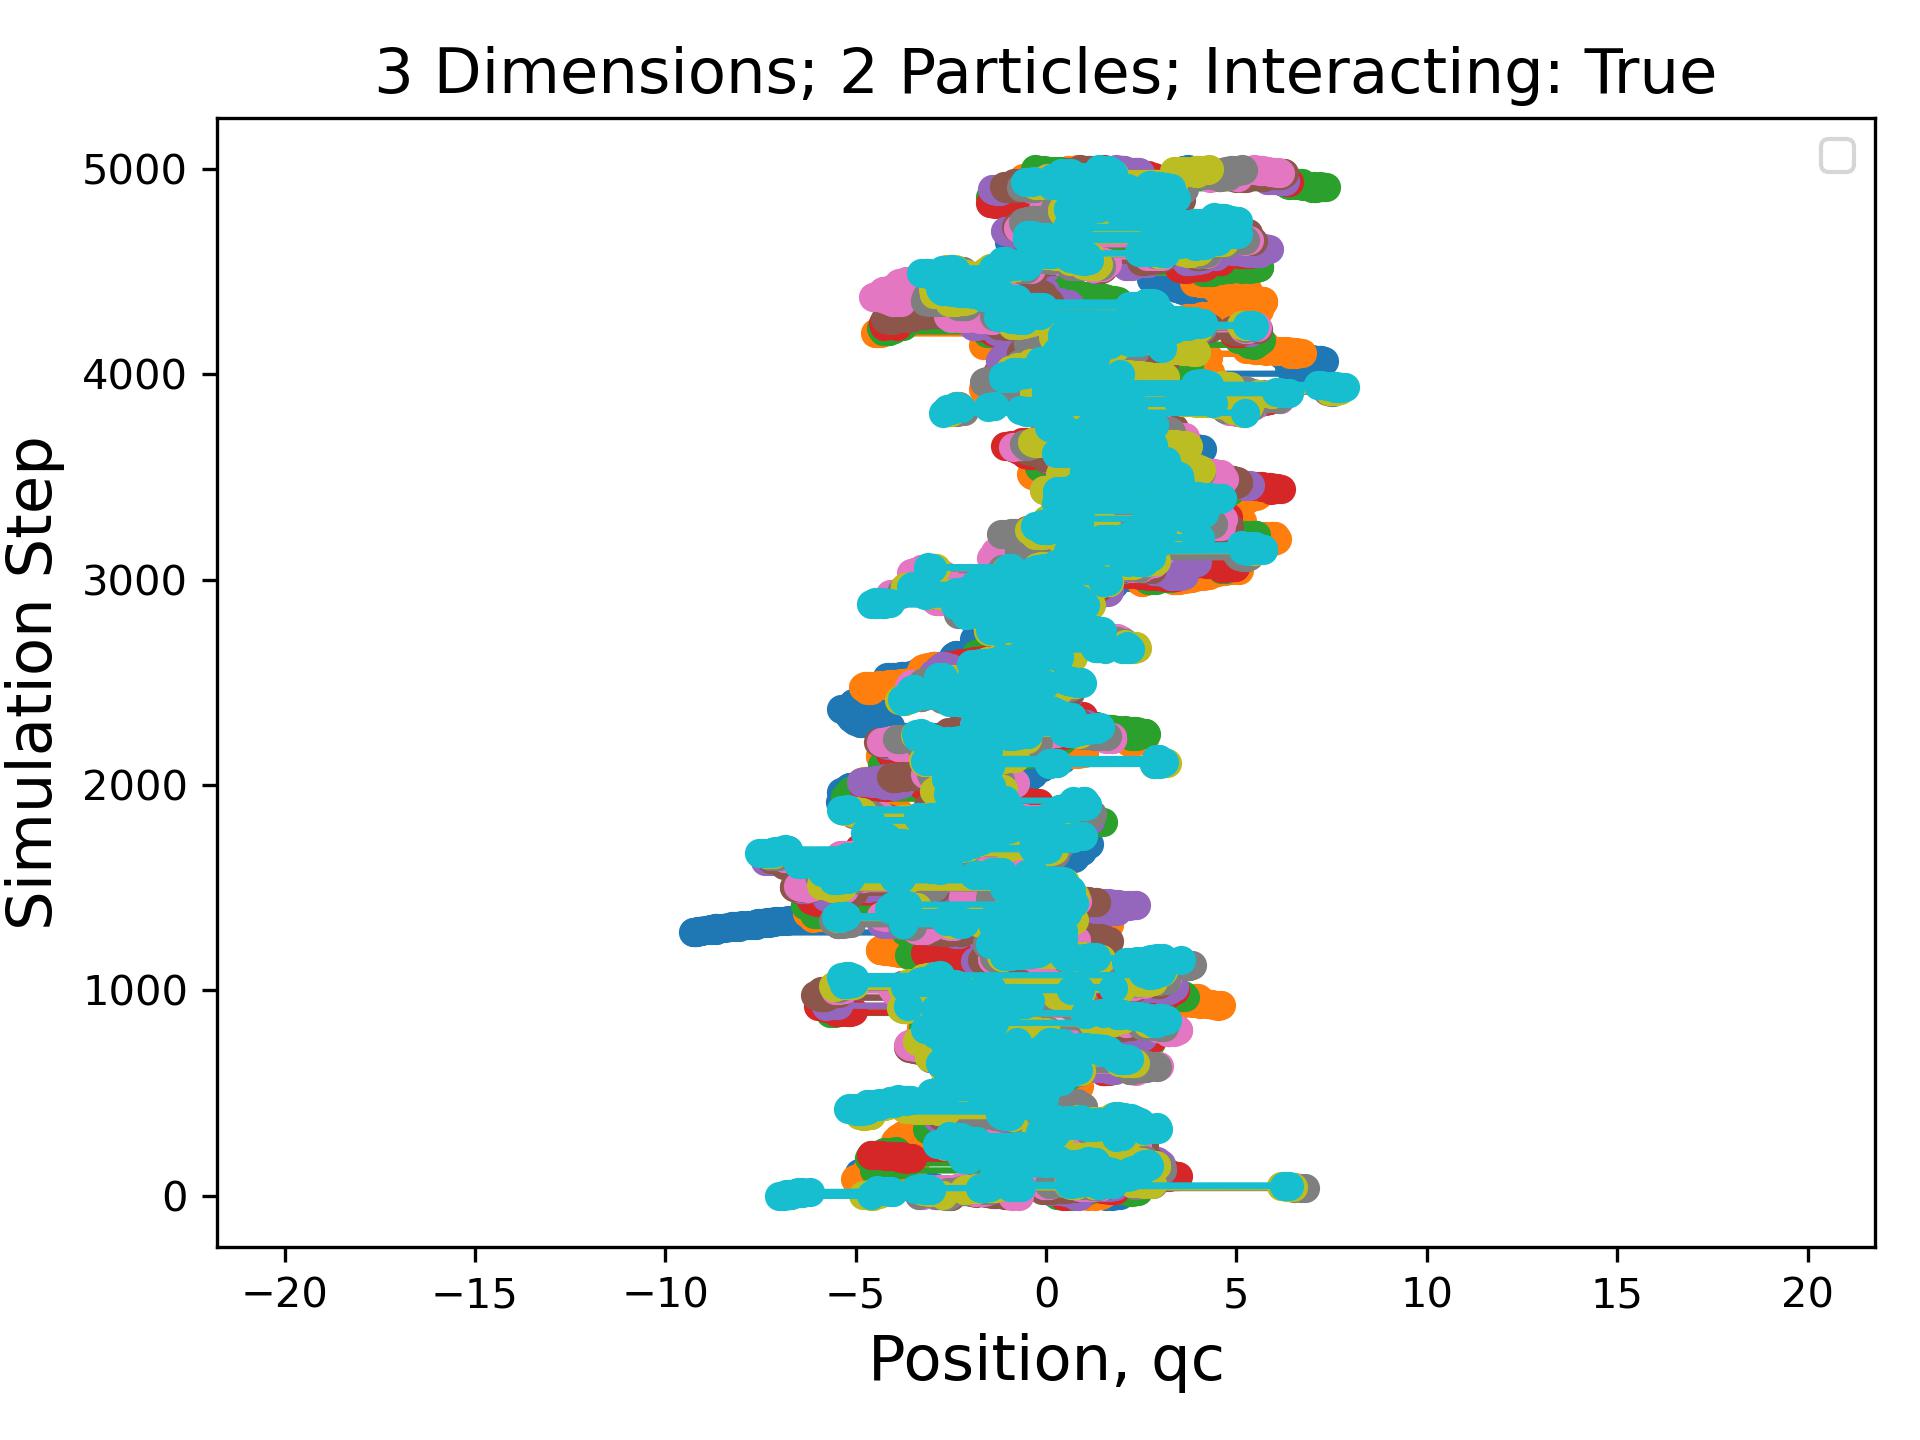 3 Dimensions; 2 Particles; Interacting: True
Simulation Step
5000
4000
3000
2000
1000
0
−20 −15 −10 −5 0 5 10 15 20
Position, qc